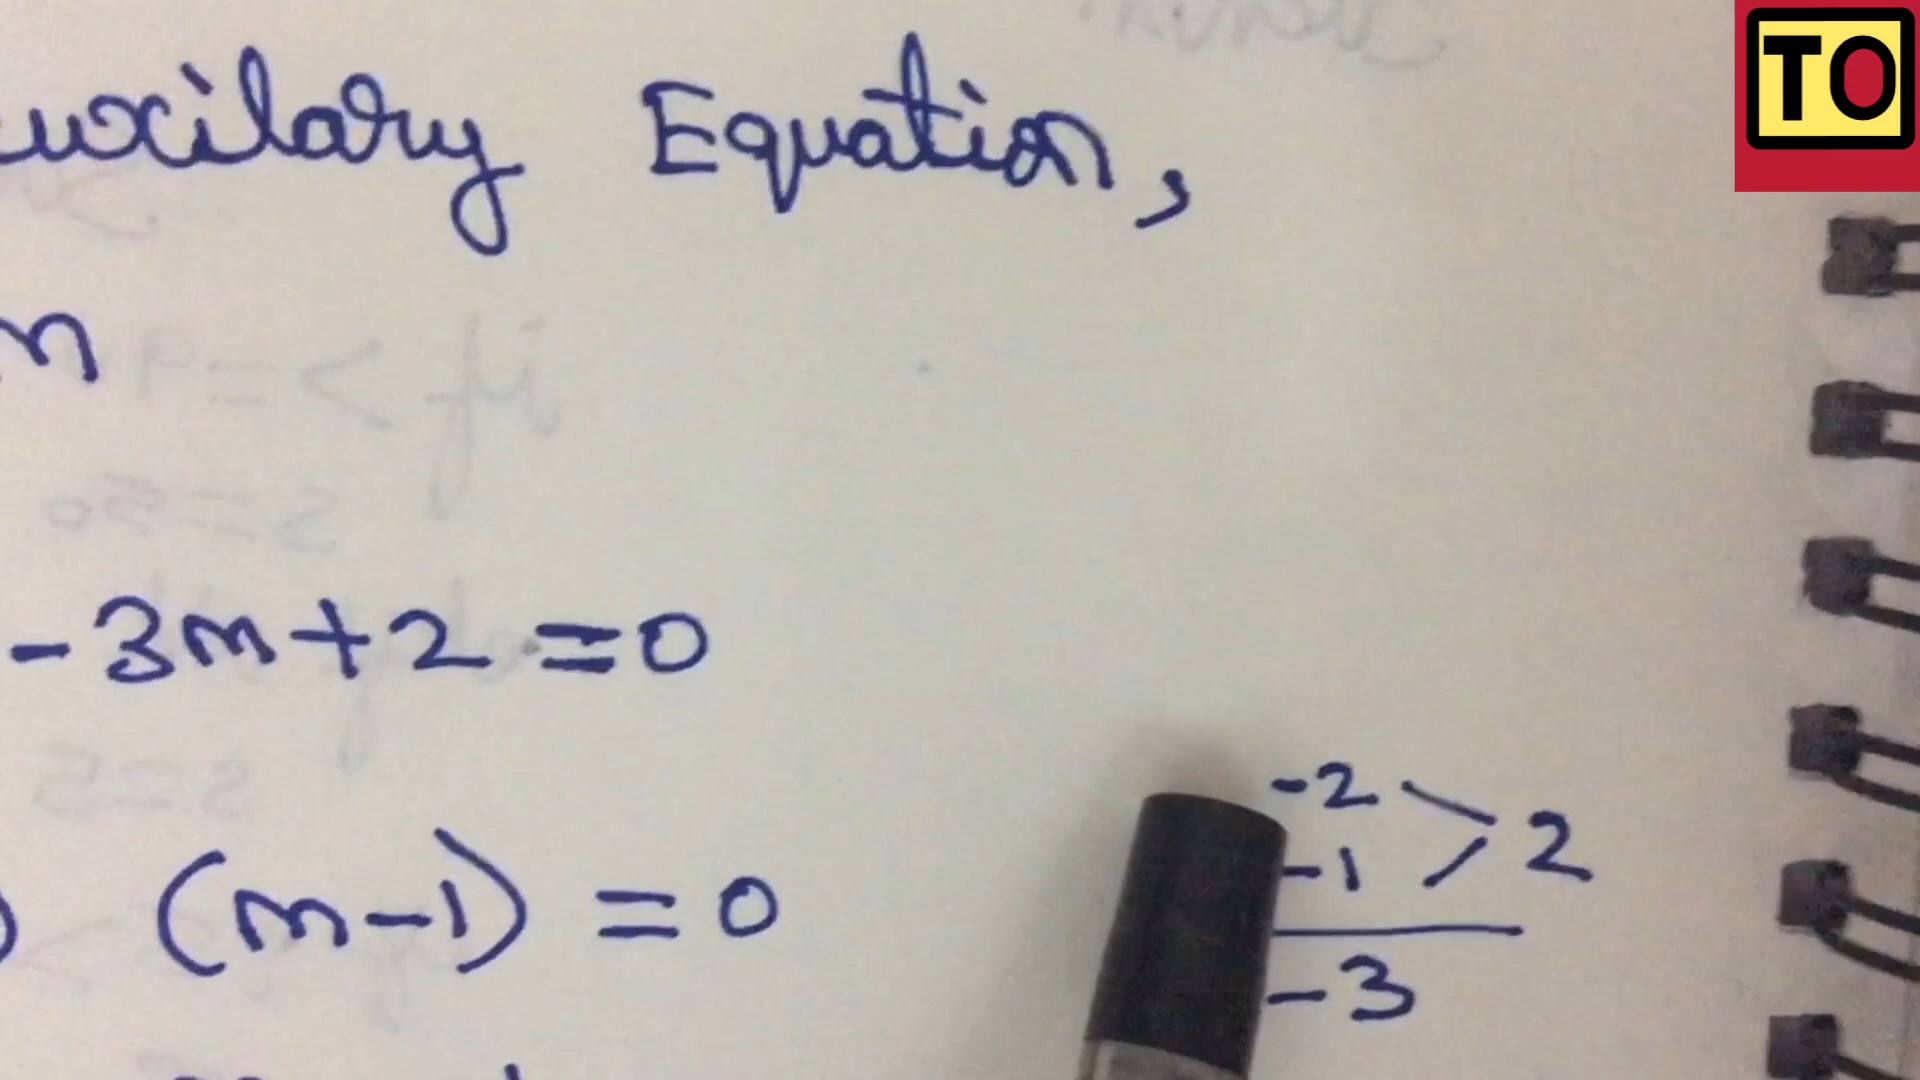 TO
uxilary Equation,
m
- 3m + 2 = 0
-2
-1 > 2
) (m-1) = 0
-3